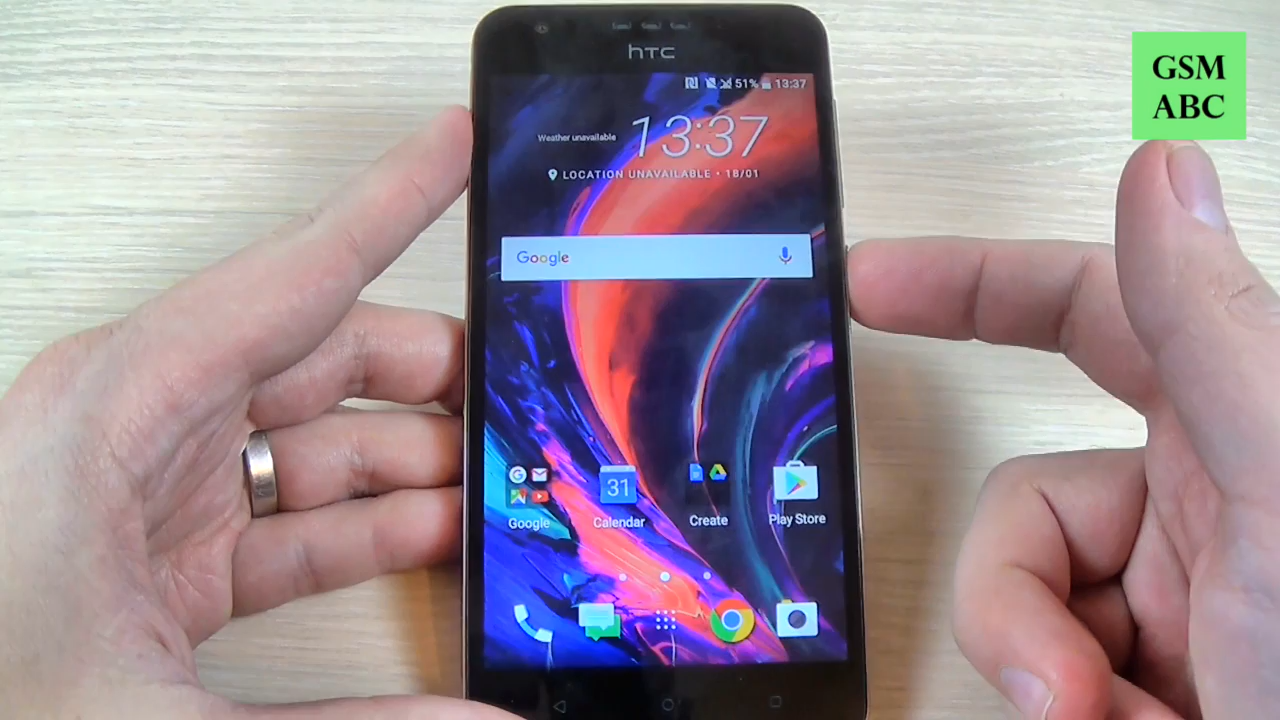 GSM
ABC
hTC
51% 13:37
Weather unavailable 13:37
LOCATION UNAVAILABLE • 18/01
Google
31
Google Calendar Create Play Store